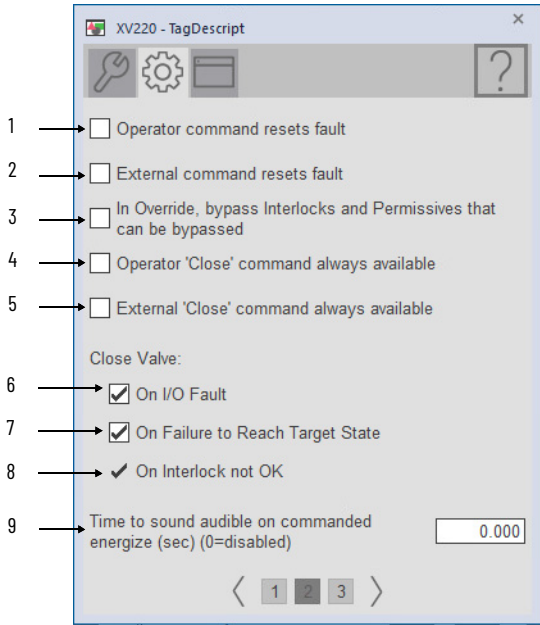 XV220 - TagDescript
×
?
1
Operator command resets fault
2
External command resets fault
3
In Override, bypass Interlocks and Permissives that
can be bypassed
4
Operator 'Close' command always available
5
External 'Close' command always available
Close Valve:
6
On I/O Fault
7
On Failure to Reach Target State
8
On Interlock not OK
9
Time to sound audible on commanded
energize (sec) (0=disabled)
0.000
1 2 3